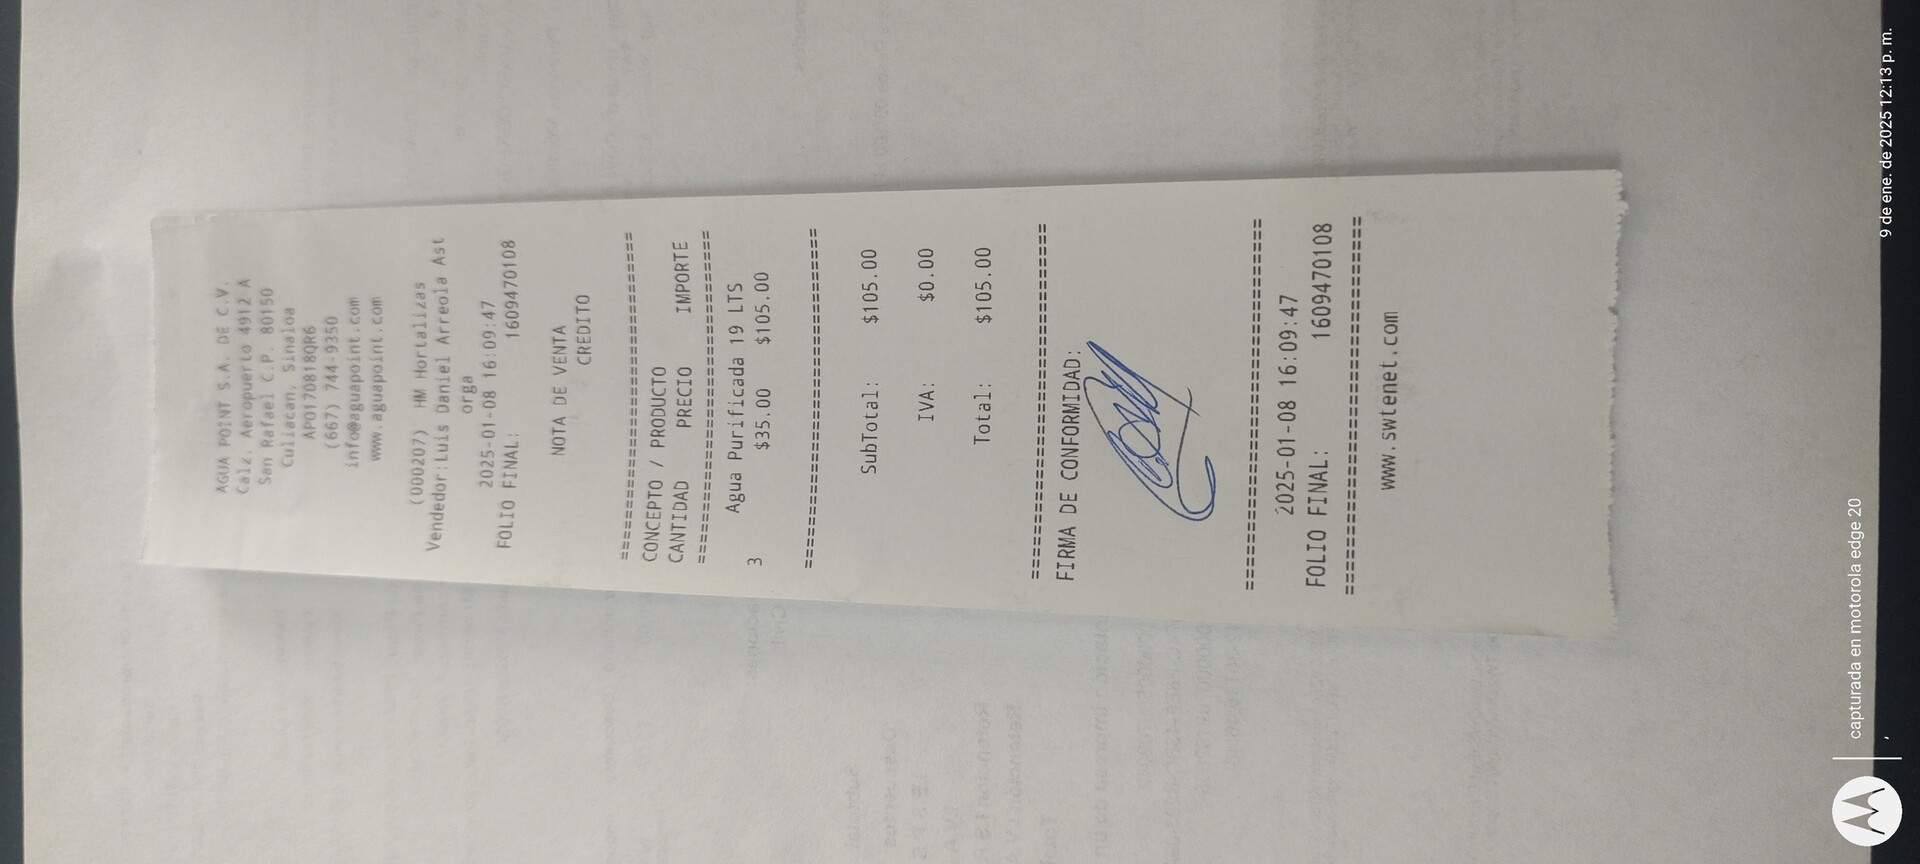 AGUA POINT S.A. DE C.V.
Calz. Aeropuerto 4912 A
San Rafael C.P. 80150
Culiacan, Sinaloa
APO170818QR6
(667) 744-9350
info@aguapoint.com
www.aguapoint.com
(000207) HM Hortalizas
Vendedor:Luis Daniel Arreola Ast
orga
2025-01-08 16:09:47
FOLIO FINAL: 1609470108
NOTA DE VENTA
CREDITO
================================
CONCEPTO / PRODUCTO
CANTIDAD PRECIO IMPORTE
================================
Agua Purificada 19 LTS
3 $35.00 $105.00
================================
SubTotal: $105.00
IVA: $0.00
Total: $105.00
================================
FIRMA DE CONFORMIDAD:
================================
2025-01-08 16:09:47
FOLIO FINAL: 1609470108
================================
www.swtenet.com
capturada en motorola edge 20
9 de ene. de 2025 12:13 p. m.